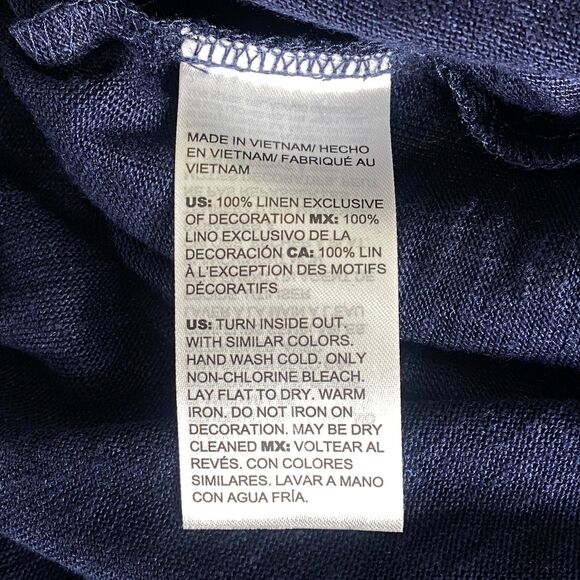 MADE IN VIETNAM/ HECHO
EN VIETNAM/ FABRIQUÉ AU
VIETNAM
US: 100% LINEN EXCLUSIVE
OF DECORATION MX: 100%
LINO EXCLUSIVO DE LA
DECORACIÓN CA: 100% LIN
À L'EXCEPTION DES MOTIFS
DÉCORATIFS
US: TURN INSIDE OUT.
WITH SIMILAR COLORS.
HAND WASH COLD. ONLY
NON-CHLORINE BLEACH.
LAY FLAT TO DRY. WARM
IRON. DO NOT IRON ON
DECORATION. MAY BE DRY
CLEANED MX: VOLTEAR AL
REVÉS. CON COLORES
SIMILARES. LAVAR A MANO
CON AGUA FRÍA.